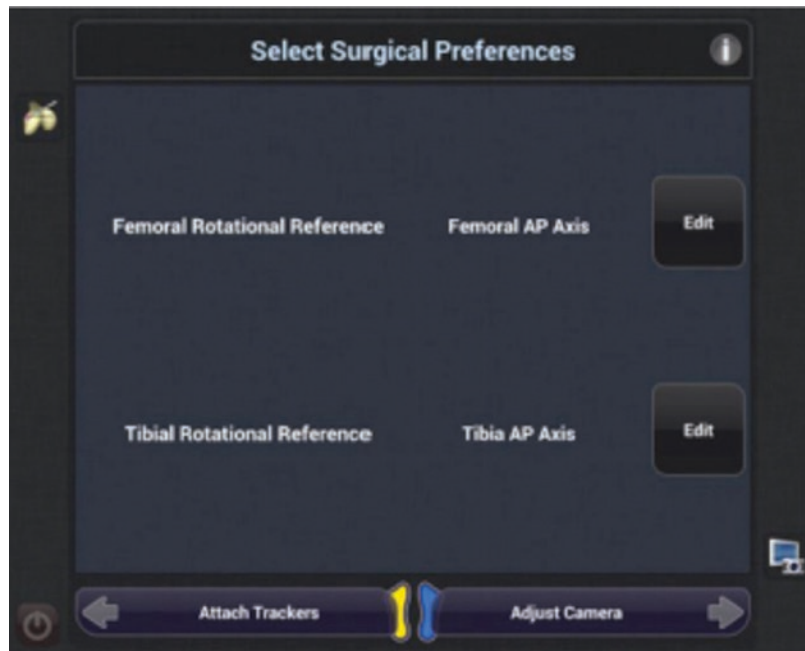 Select Surgical Preferences
i
Femoral Rotational Reference Femoral AP Axis Edit
Tibial Rotational Reference Tibia AP Axis Edit
Attach Trackers Adjust Camera